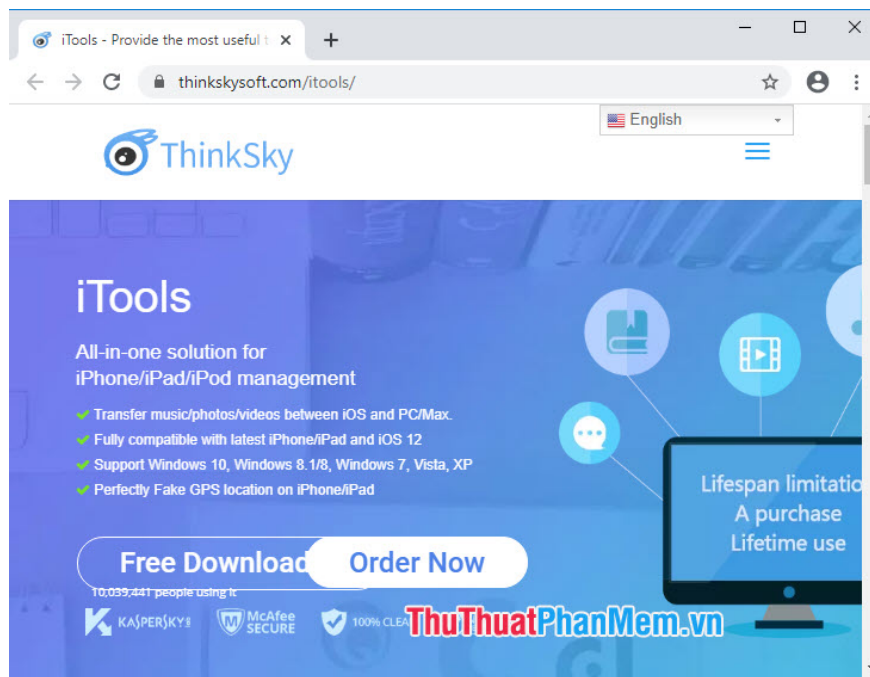 iTools - Provide the most useful t
thinkskysoft.com/itools/
English
ThinkSky
iTools
All-in-one solution for
iPhone/iPad/iPod management
Transfer music/photos/videos between iOS and PC/Max.
Fully compatible with latest iPhone/iPad and iOS 12
Support Windows 10, Windows 8.1/8, Windows 7, Vista, XP
Perfectly Fake GPS location on iPhone/iPad
Lifespan limitatio
A purchase
Lifetime use
Free Download
Order Now
10,039,441 people using it
KASPERSKY
McAfee
SECURE
100% CLEA
ThuThuatPhanMem.vn